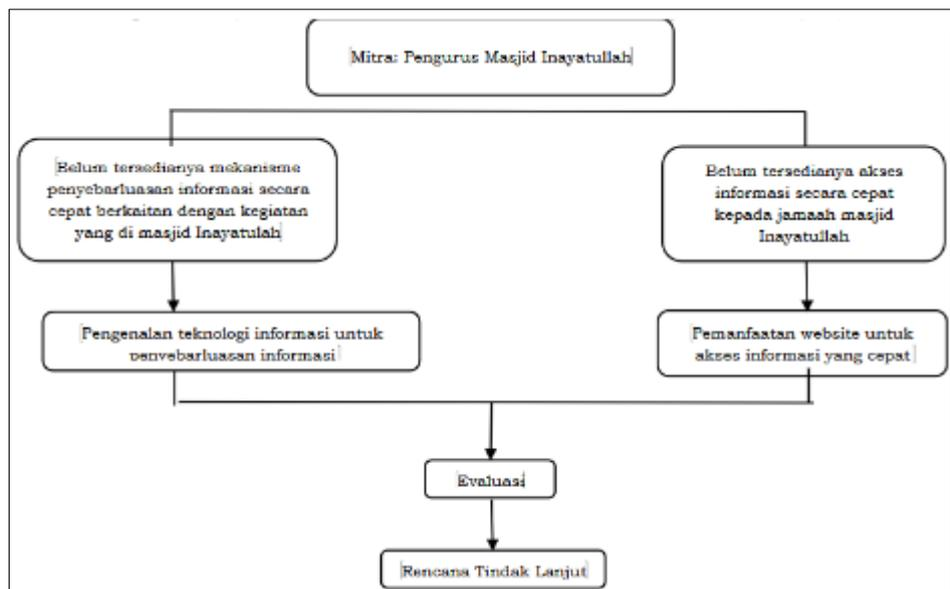 Mitra: Pengurus Masjid Inayatullah
Belum tersedianya mekanisme
penyebarluasan informasi secara
cepat berkaitan dengan kegiatan
yang di masjid Inayatulah
Belum tersedianya akses
informasi secara cepat
kepada jamaah masjid
Inayatullah
Pengenalan teknologi informasi untuk
penyebarluasan informasi
Pemanfaatan website untuk
akses informasi yang cepat
Evaluasi
Rencana Tindak Lanjut